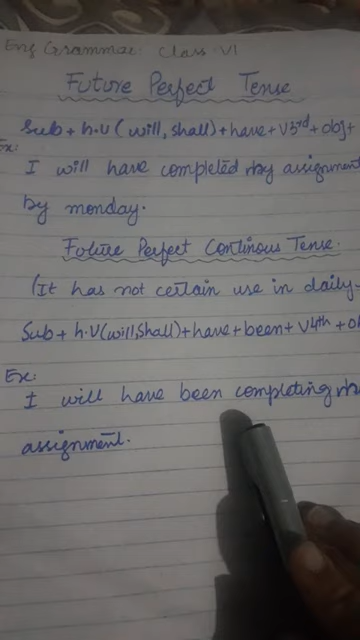 Eng Grammar: Class VI
Future Perfect Tense
Sub + h.v ( will, shall) + have + V3rd + obj +
Ex:
I will have completed my assignment
by monday.
Future Perfect Continous Tense.
(It has not certain use in daily-
Sub + h.v(will,shall) + have + been + V4th + ob
Ex:
I will have been completing my
assignment.